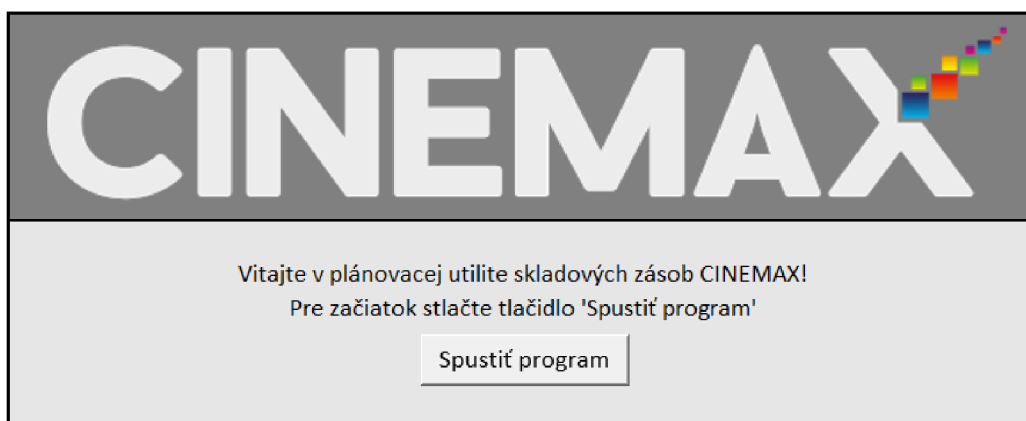 CINEMAX
Vitajte v plánovacej utilite skladových zásob CINEMAX!
Pre začiatok stlačte tlačidlo 'Spustiť program'
Spustiť program